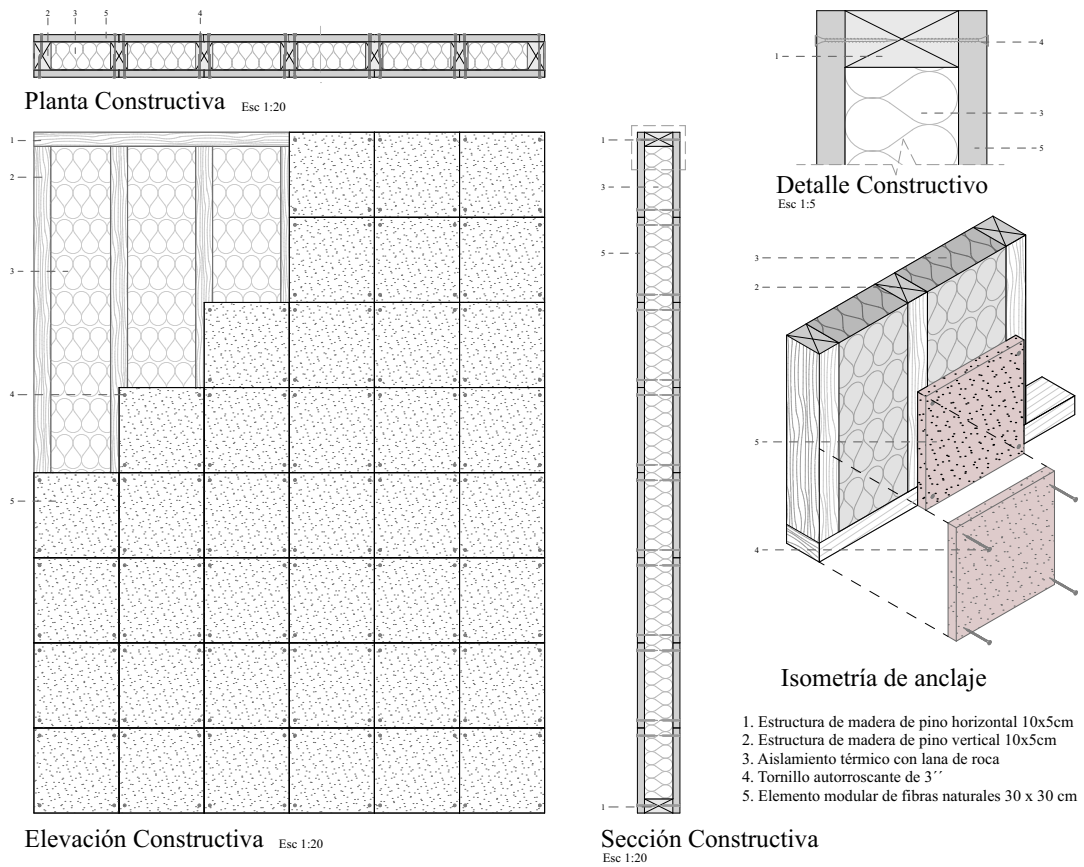 2 3 5 4
Planta Constructiva Esc 1:20
1
2
3
4
5
Elevación Constructiva Esc 1:20
1
3
5
1
Sección Constructiva
Esc 1:20
1
4
3
5
Detalle Constructivo
Esc 1:5
3
2
5
4
Isometría de anclaje
1. Estructura de madera de pino horizontal 10x5cm
2. Estructura de madera de pino vertical 10x5cm
3. Aislamiento térmico con lana de roca
4. Tornillo autorroscante de 3´´
5. Elemento modular de fibras naturales 30 x 30 cm